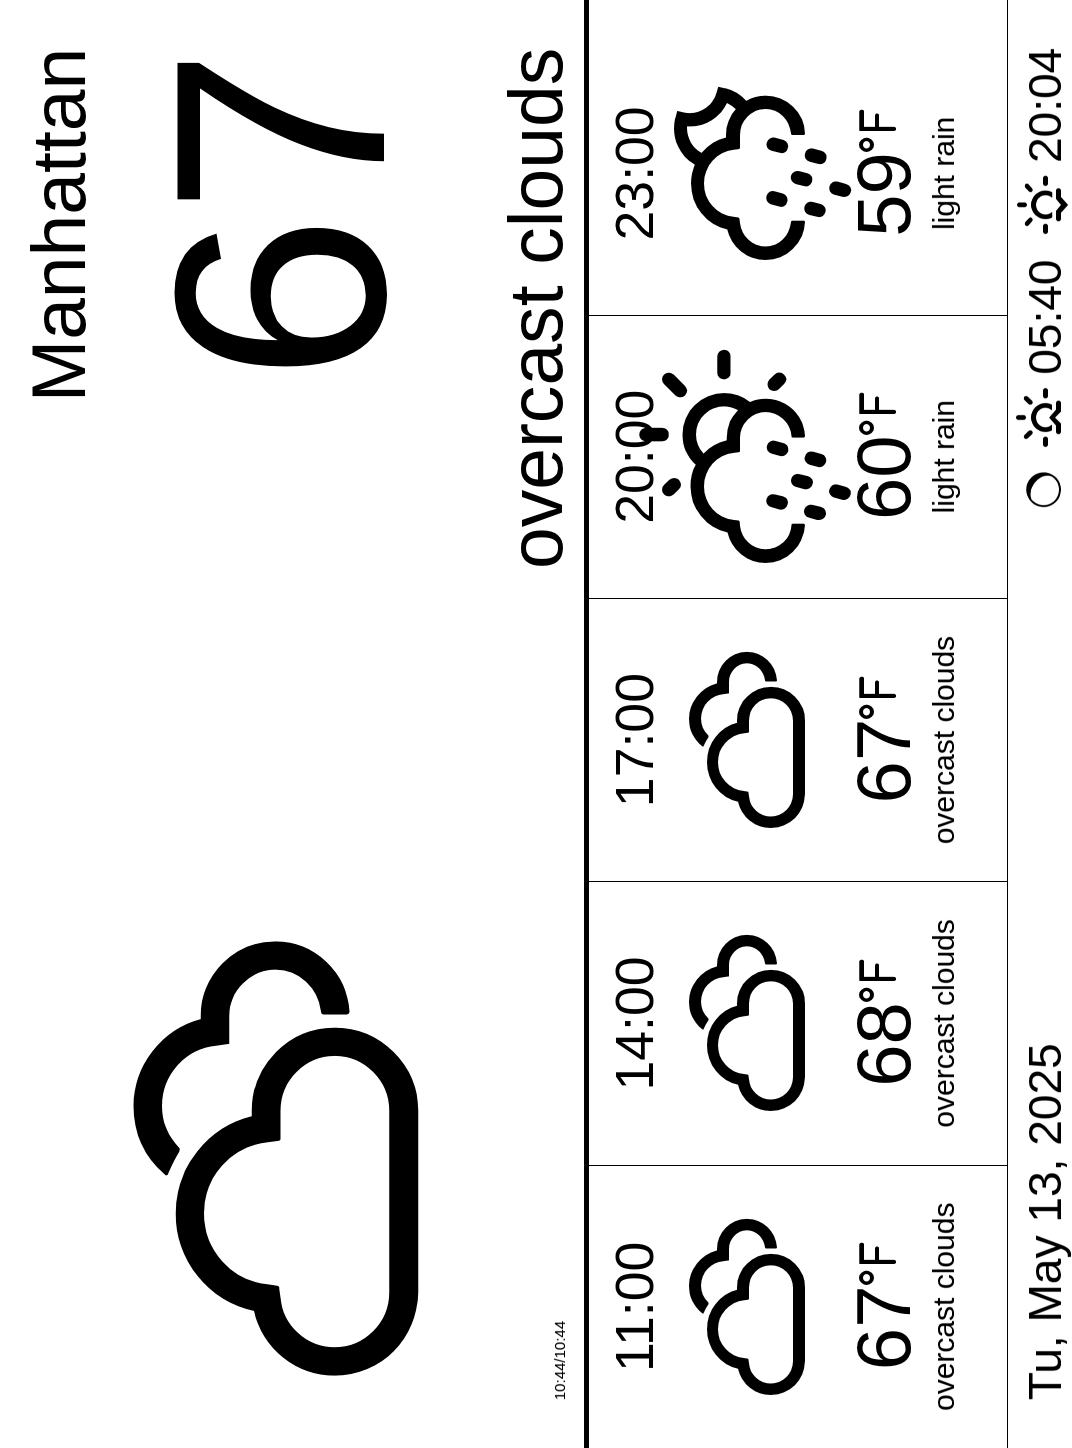 Manhattan
67
overcast clouds
10:44/10:44
11:00
67°F
overcast clouds
14:00
68°F
overcast clouds
17:00
67°F
overcast clouds
20:00
60°F
light rain
23:00
59°F
light rain
Tu, May 13, 2025
05:40
20:04